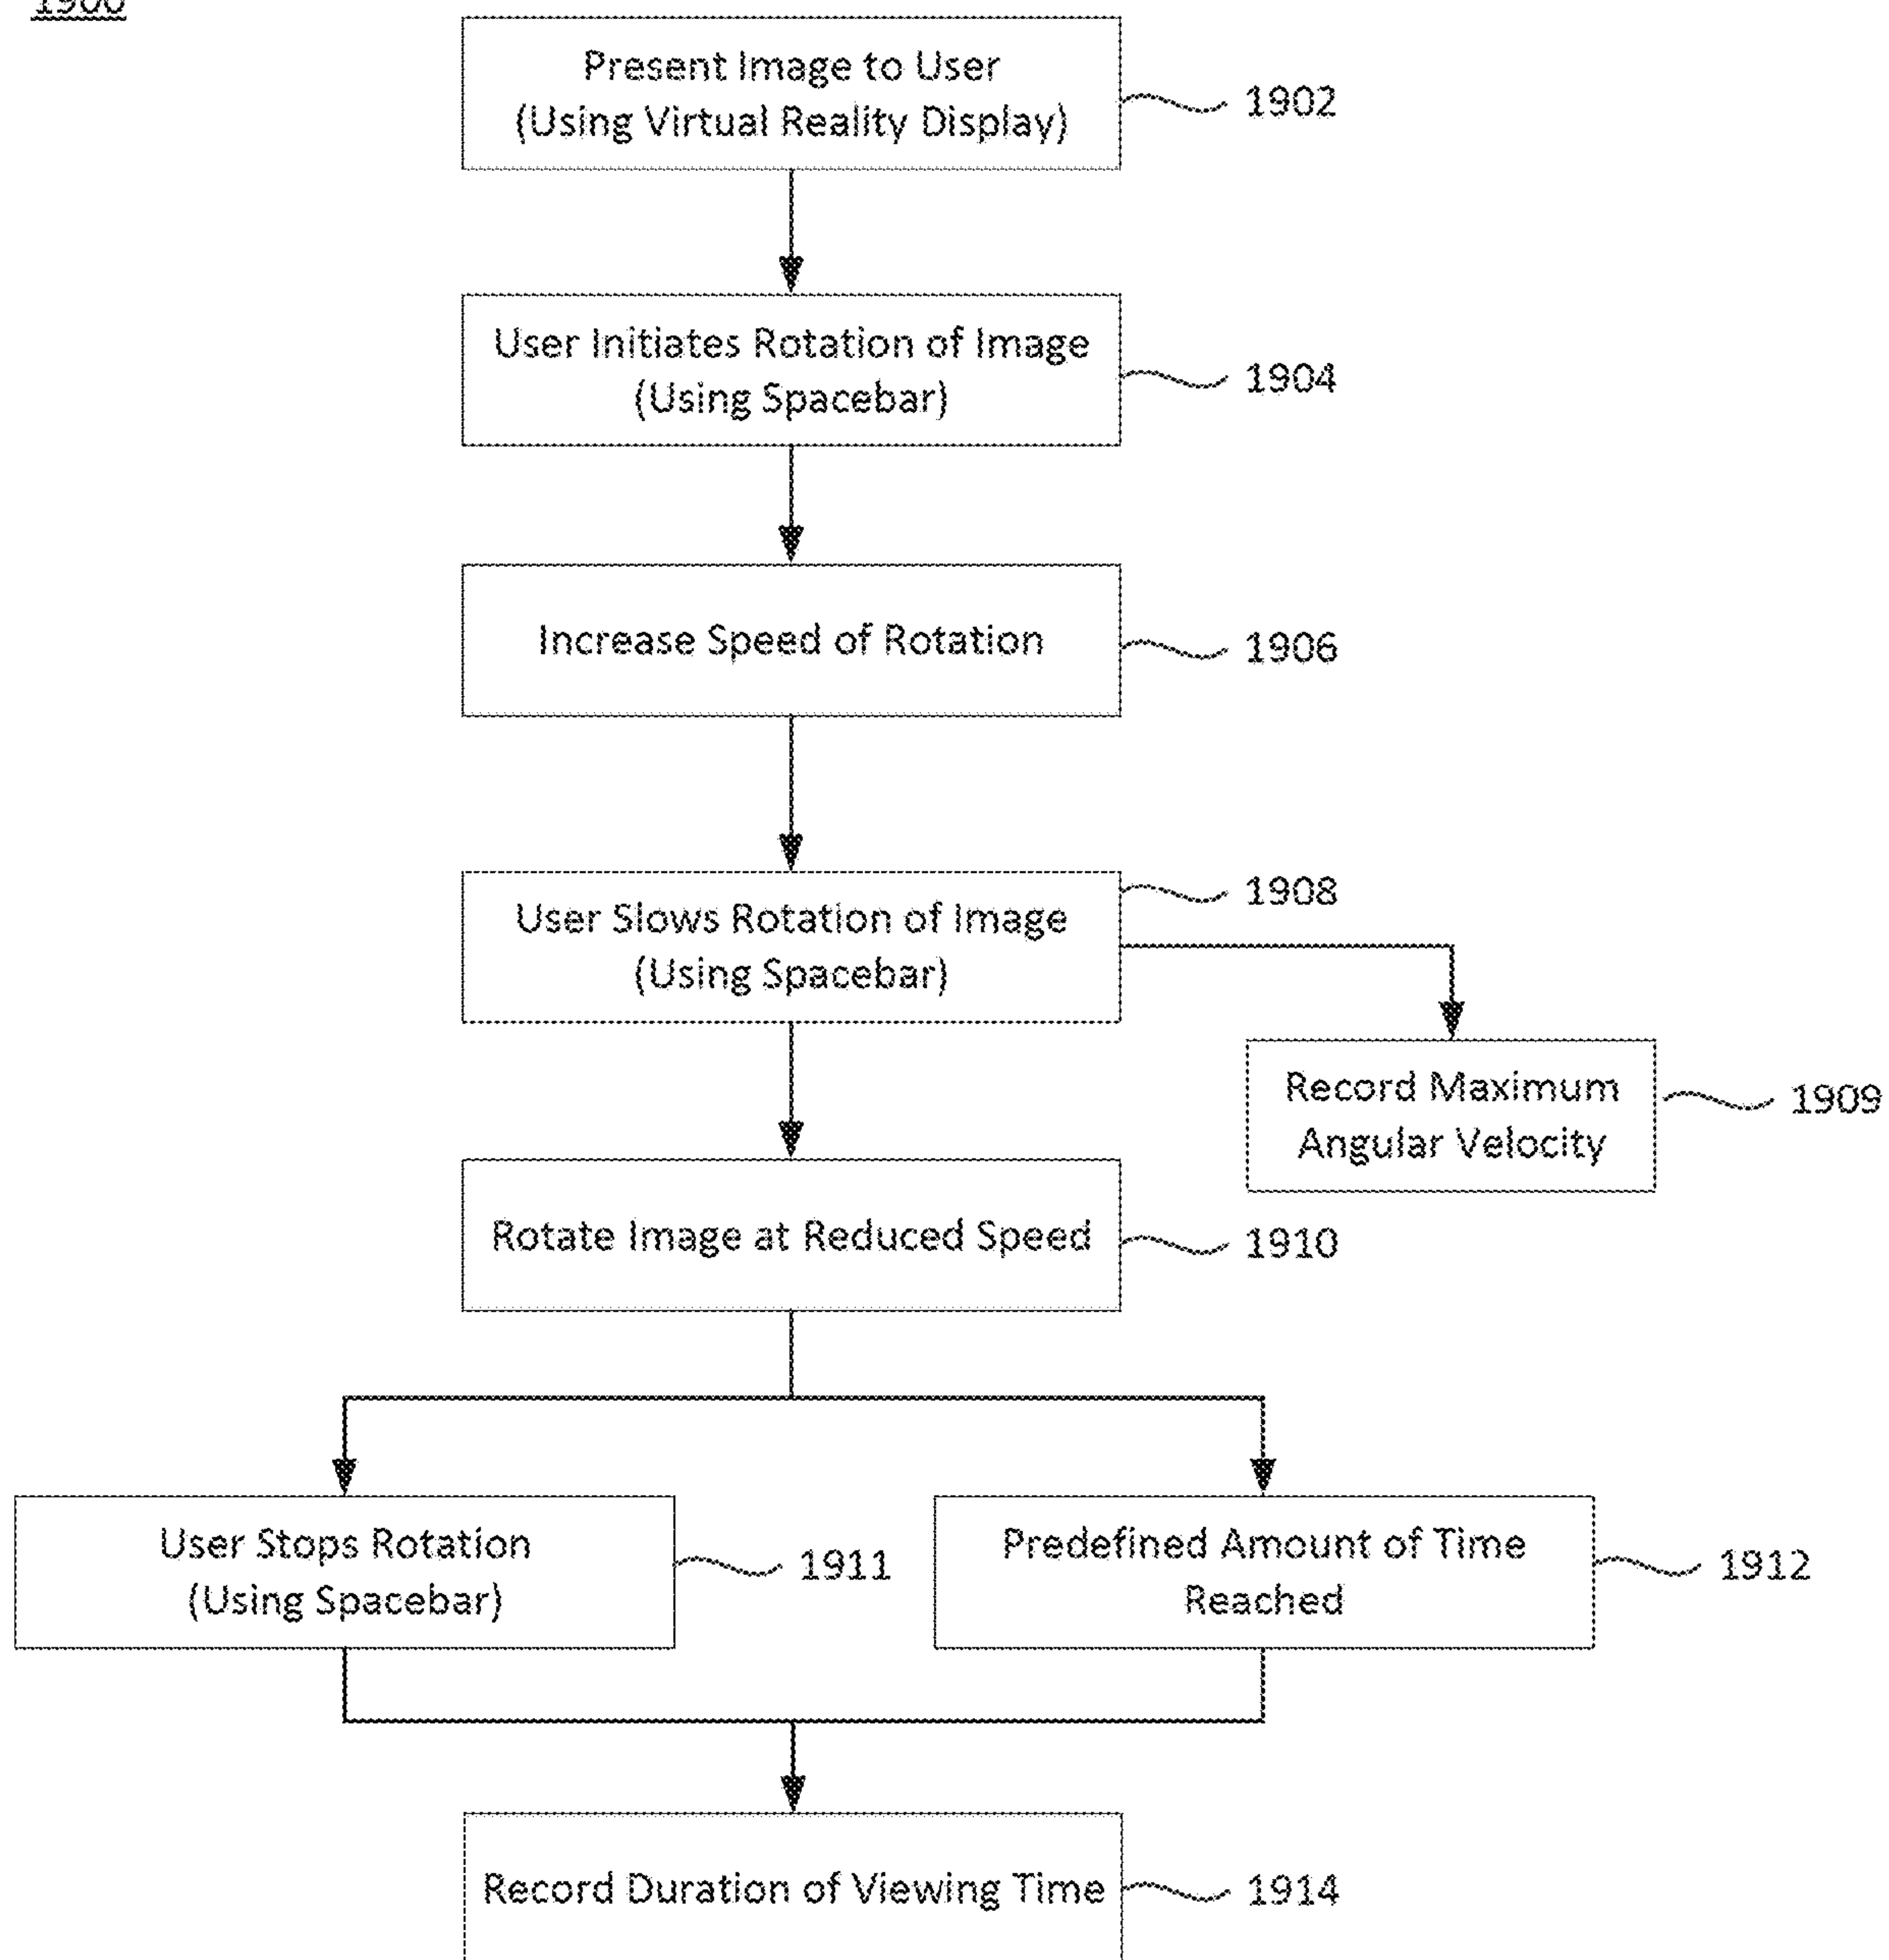 1900
Present Image to User
(Using Virtual Reality Display)
1902
User Initiates Rotation of Image
(Using Spacebar)
1904
Increase Speed of Rotation
1906
User Slows Rotation of Image
(Using Spacebar)
1908
Record Maximum
Angular Velocity
1909
Rotate Image at Reduced Speed
1910
User Stops Rotation
(Using Spacebar)
1911
Predefined Amount of Time
Reached
1912
Record Duration of Viewing Time
1914